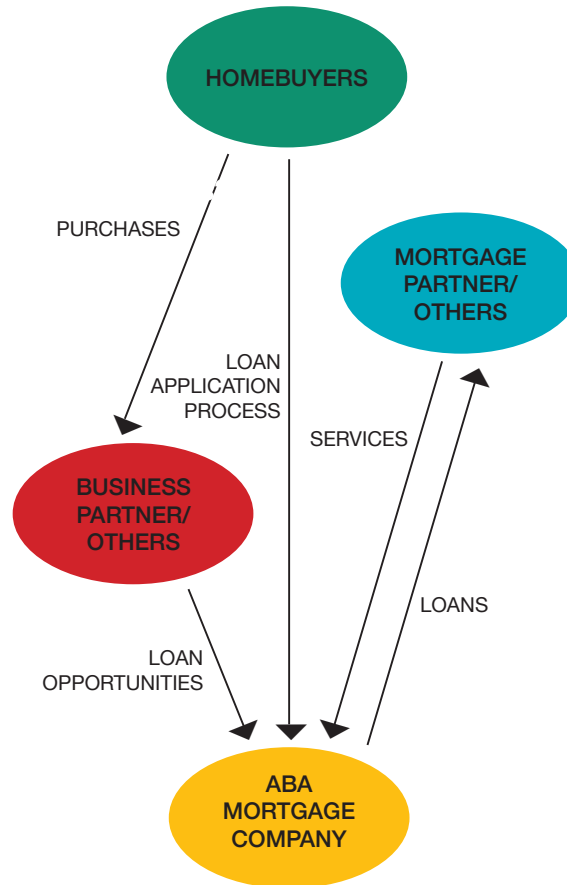 HOMEBUYERS
PURCHASES
MORTGAGE
PARTNER/
OTHERS
LOAN
APPLICATION
PROCESS
SERVICES
BUSINESS
PARTNER/
OTHERS
LOANS
LOAN
OPPORTUNITIES
ABA
MORTGAGE
COMPANY